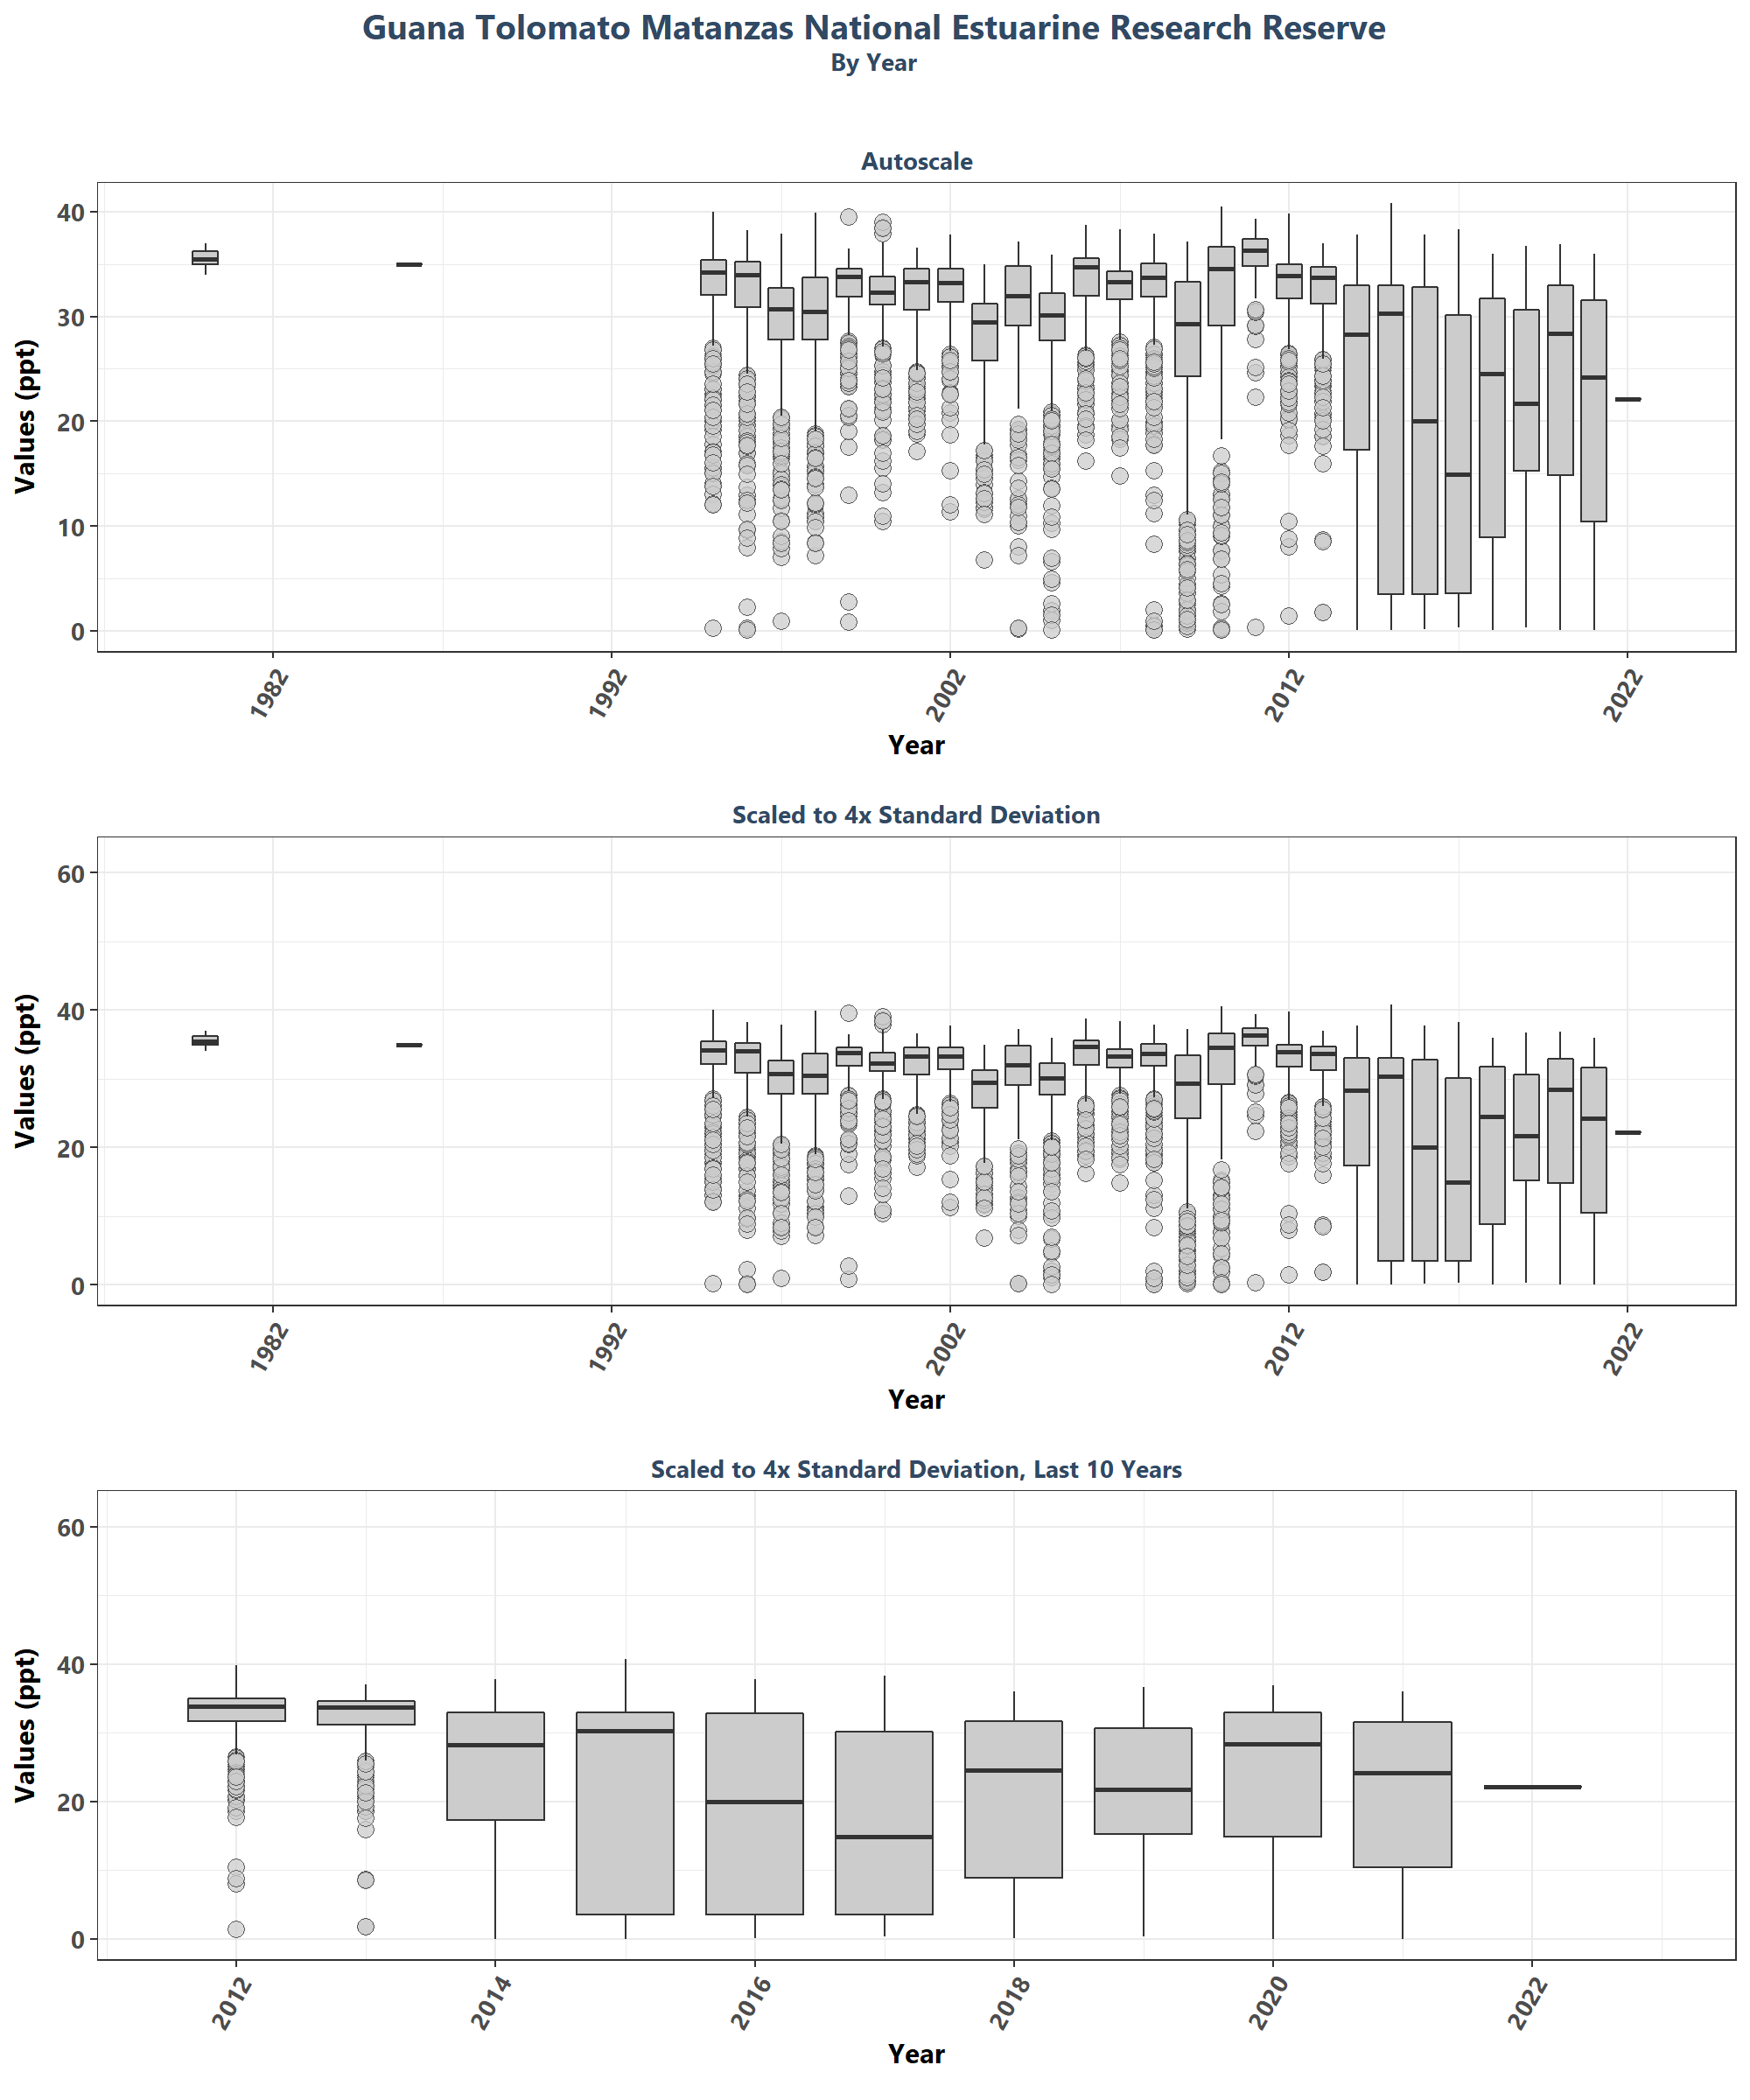 Guana Tolomato Matanzas National Estuarine Research Reserve
By Year
Autoscale
Values (ppt)
40
30
20
10
0
1982
1992
2002
2012
2022
Year
Scaled to 4x Standard Deviation
Values (ppt)
60
40
20
0
1982
1992
2002
2012
2022
Year
Scaled to 4x Standard Deviation, Last 10 Years
Values (ppt)
60
40
20
0
2012
2014
2016
2018
2020
2022
Year